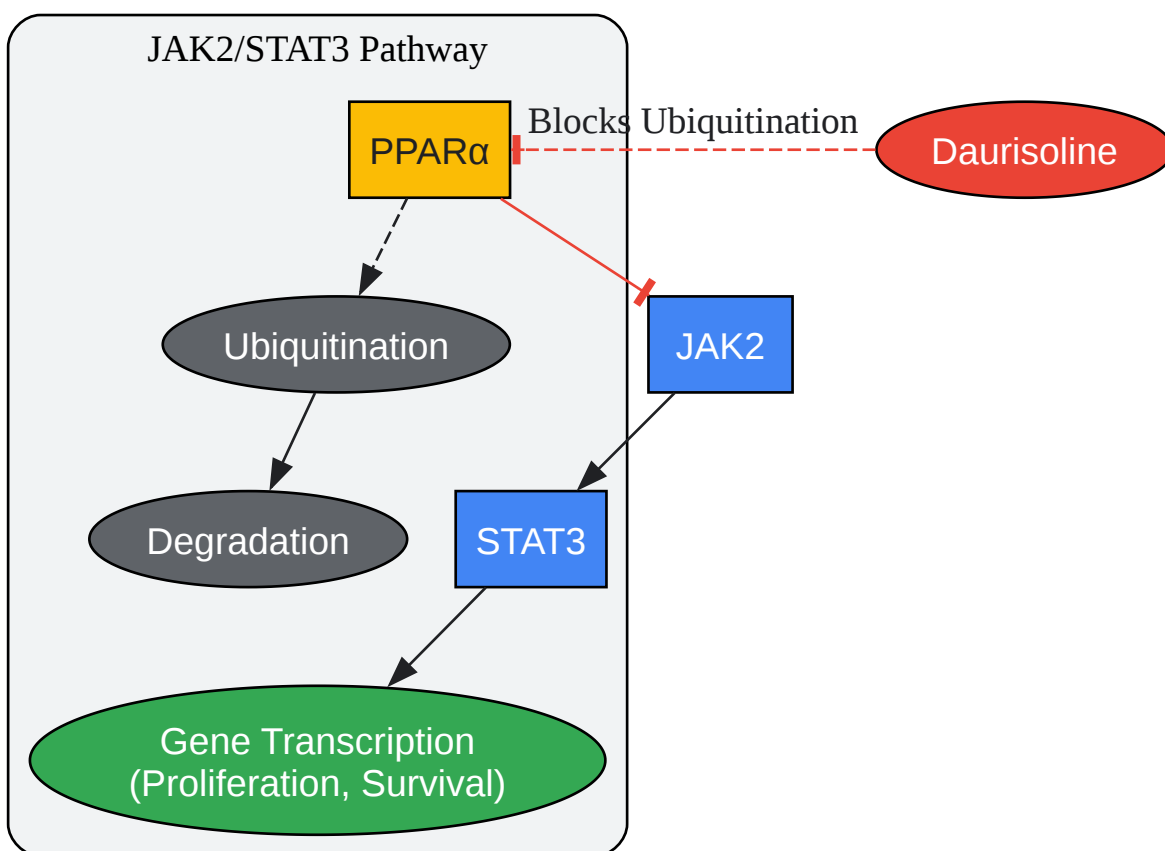 JAK2/STAT3 Pathway
PPARα
Blocks Ubiquitination
Daurisoline
Ubiquitination
JAK2
Degradation
STAT3
Gene Transcription
(Proliferation, Survival)